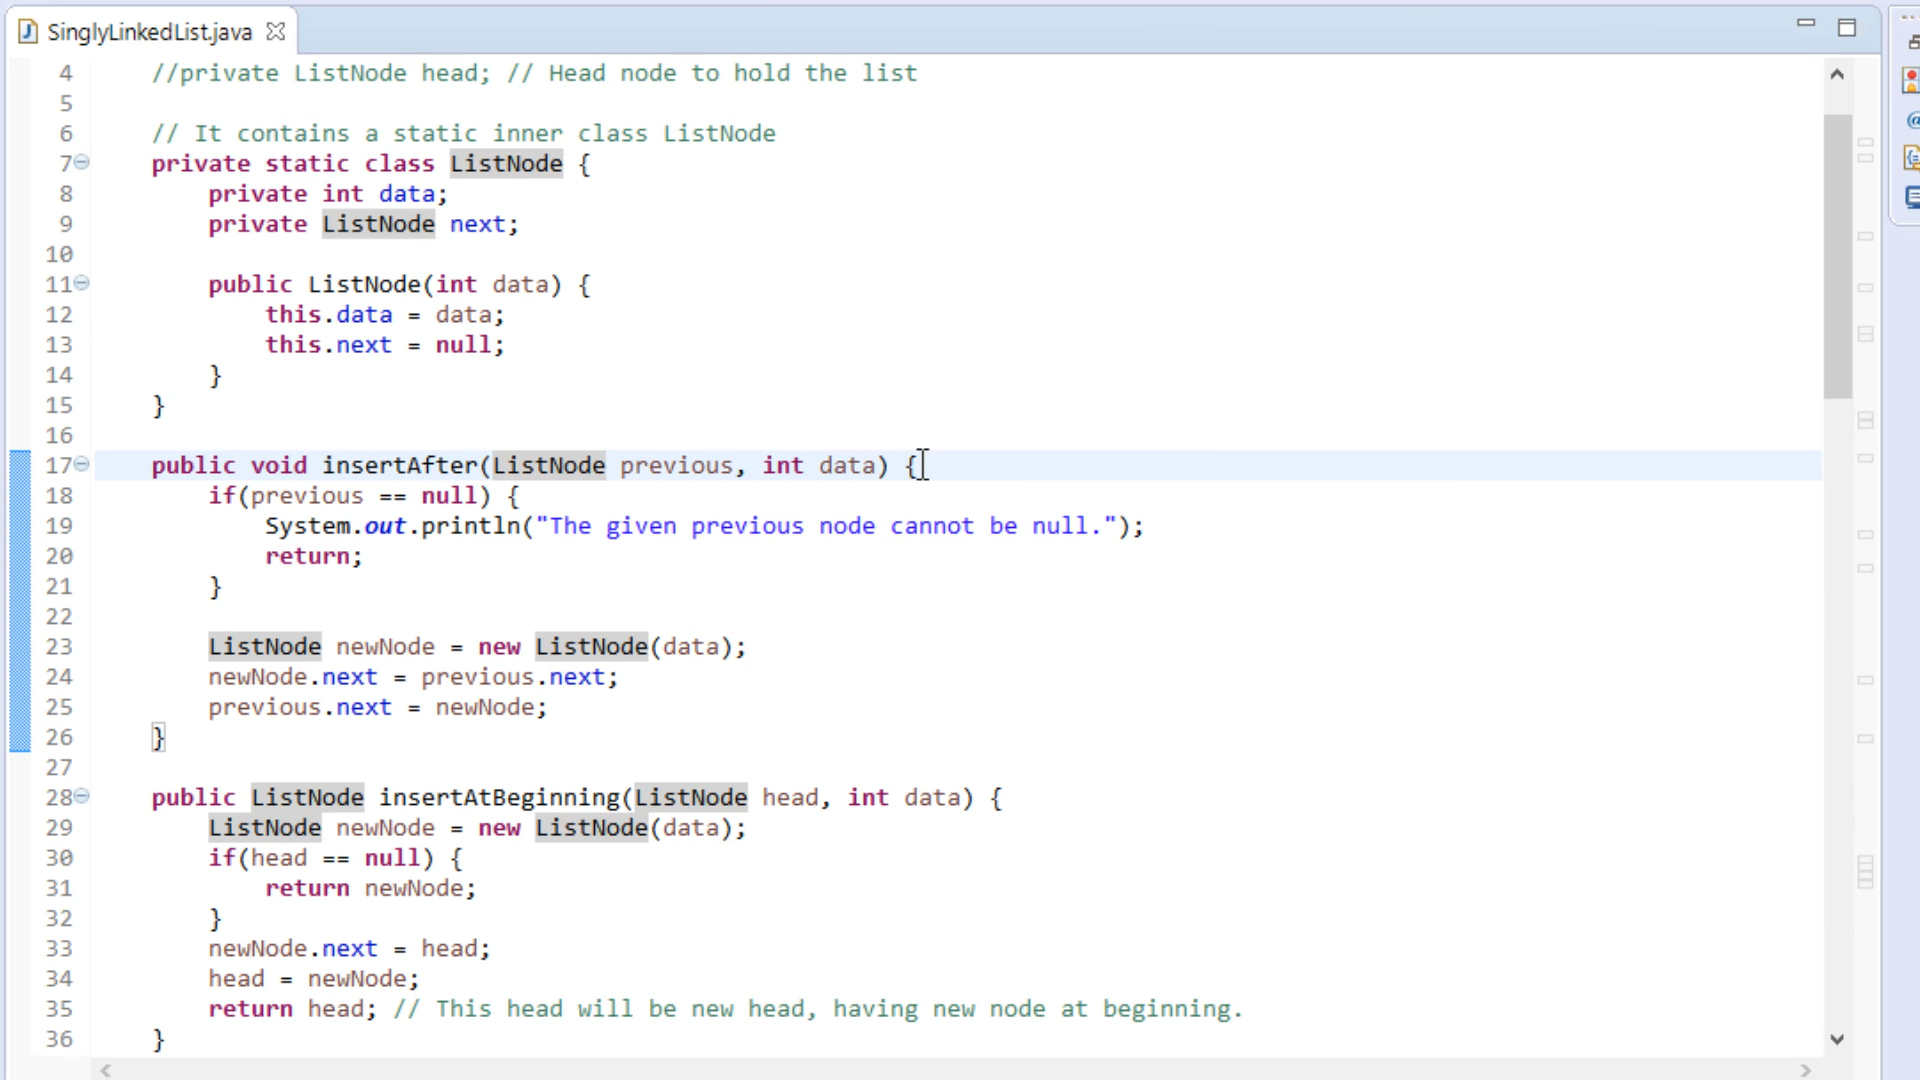 SinglyLinkedList.java
4 //private ListNode head; // Head node to hold the list
5
6 // It contains a static inner class ListNode
7 private static class ListNode {
8 private int data;
9 private ListNode next;
10
11 public ListNode(int data) {
12 this.data = data;
13 this.next = null;
14 }
15 }
16
17 public void insertAfter(ListNode previous, int data) {
18 if(previous == null) {
19 System.out.println("The given previous node cannot be null.");
20 return;
21 }
22
23 ListNode newNode = new ListNode(data);
24 newNode.next = previous.next;
25 previous.next = newNode;
26 }
27
28 public ListNode insertAtBeginning(ListNode head, int data) {
29 ListNode newNode = new ListNode(data);
30 if(head == null) {
31 return newNode;
32 }
33 newNode.next = head;
34 head = newNode;
35 return head; // This head will be new head, having new node at beginning.
36 }